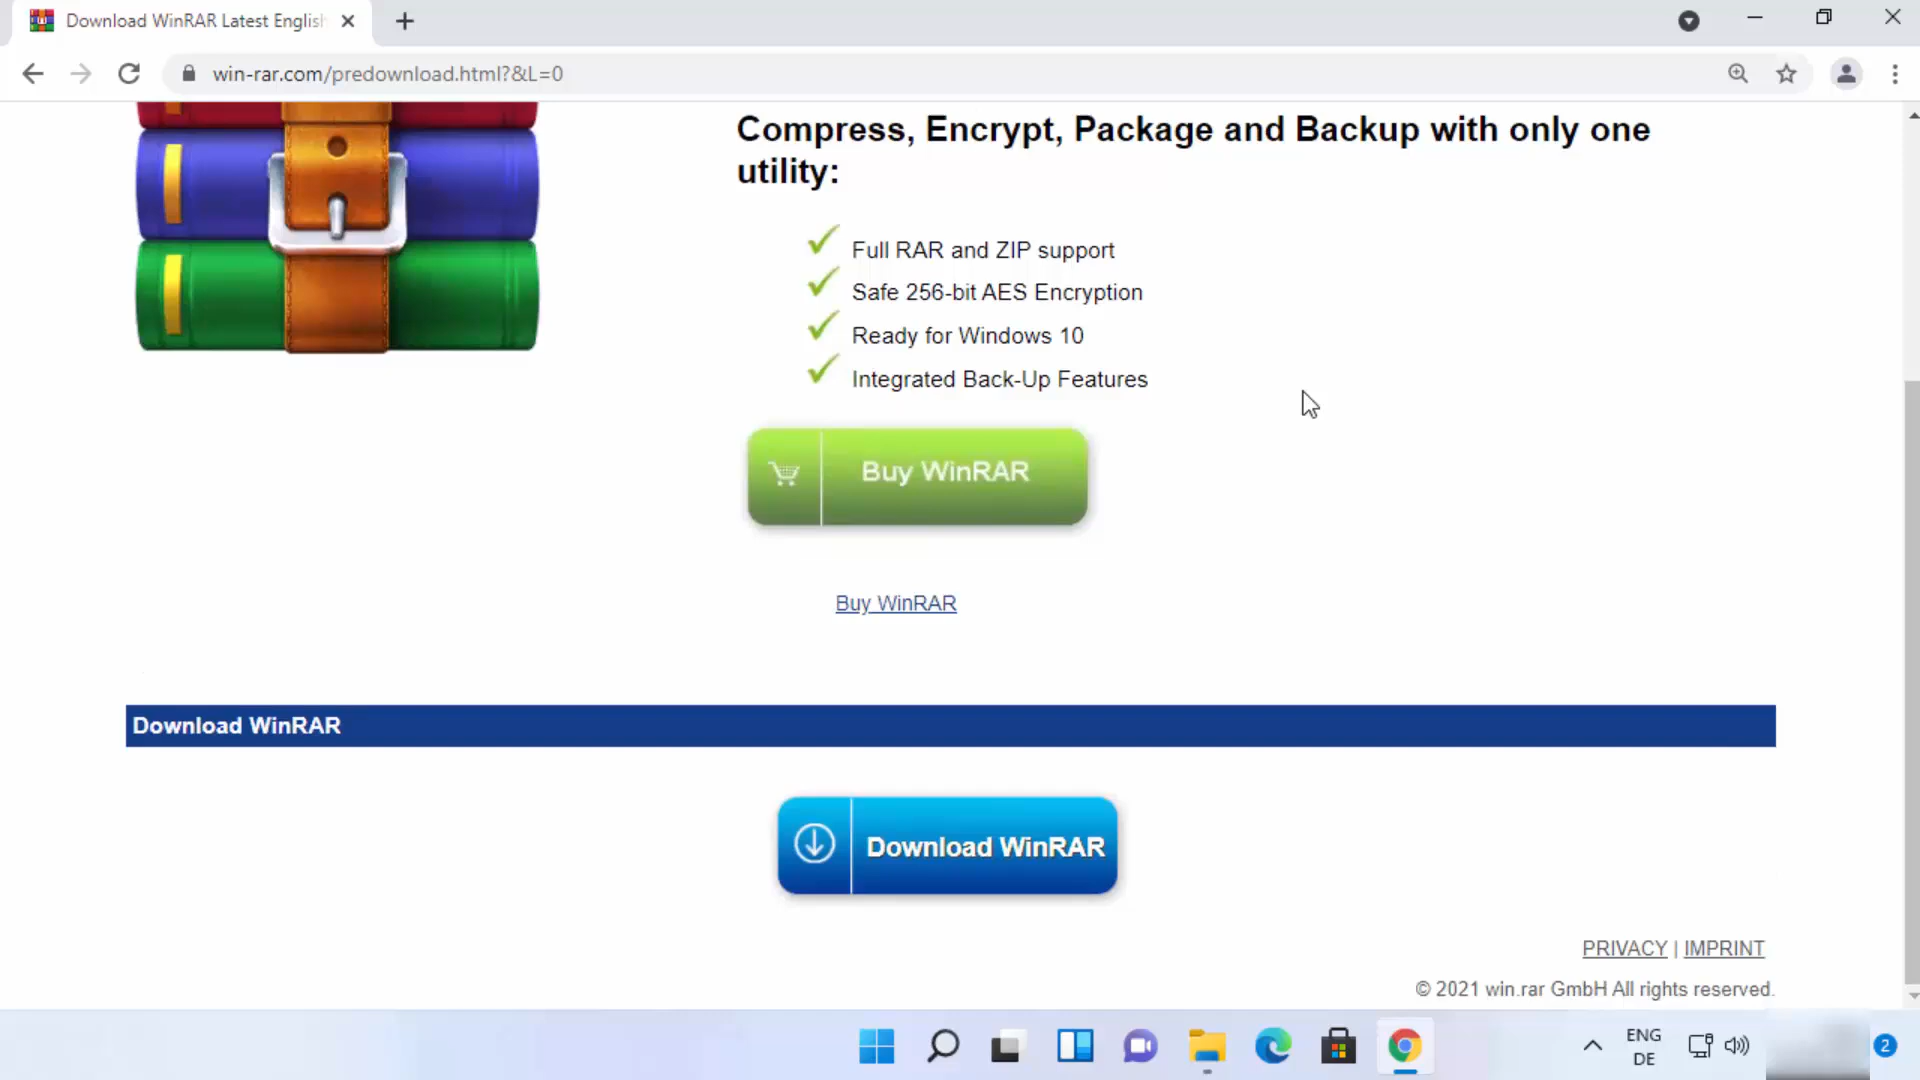 Download WinRAR Latest English
win-rar.com/predownload.html?&L=0
Compress, Encrypt, Package and Backup with only one
utility:
Full RAR and ZIP support
Safe 256-bit AES Encryption
Ready for Windows 10
Integrated Back-Up Features
Buy WinRAR
Buy WinRAR
Download WinRAR
Download WinRAR
PRIVACY | IMPRINT
© 2021 win.rar GmbH All rights reserved.
ENG
DE
2